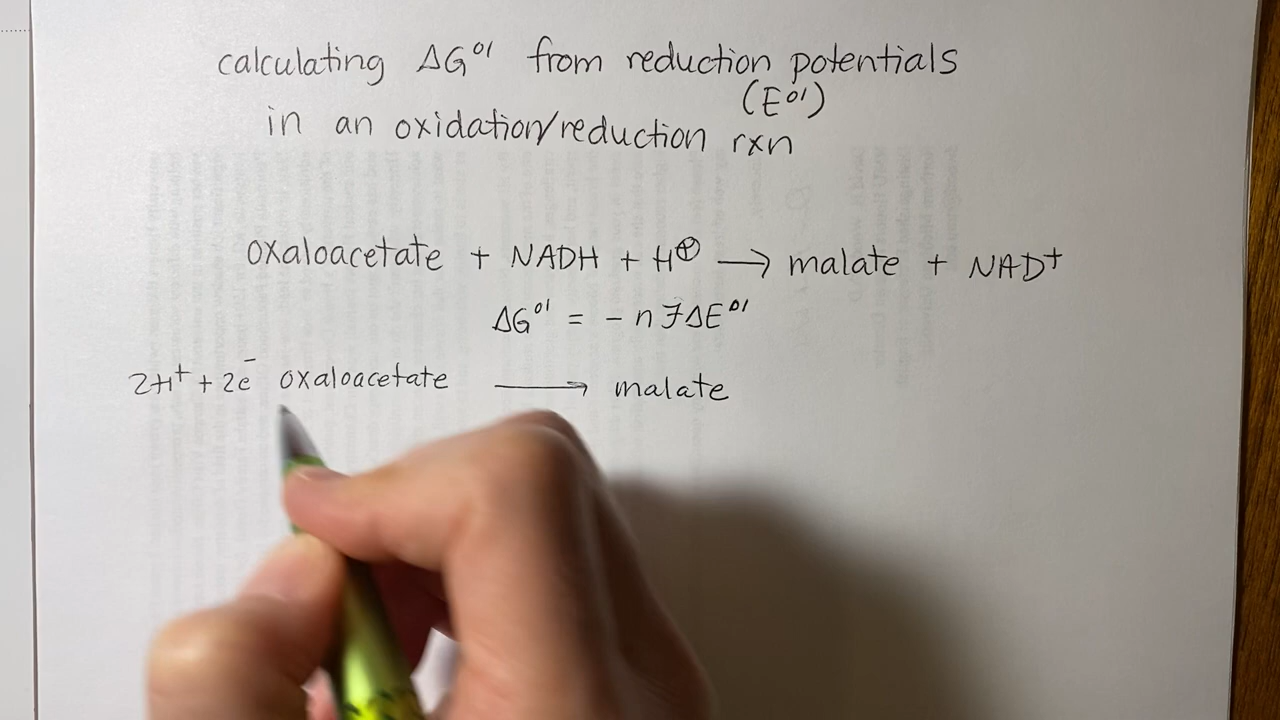 calculating ΔG°' from reduction potentials
(E°')
in an oxidation/reduction rxn
oxaloacetate + NADH + H⊕ ⟶ malate + NAD⁺
ΔG°' = - nℱΔE°'
2H⁺ + 2e⁻ oxaloacetate ⟶ malate